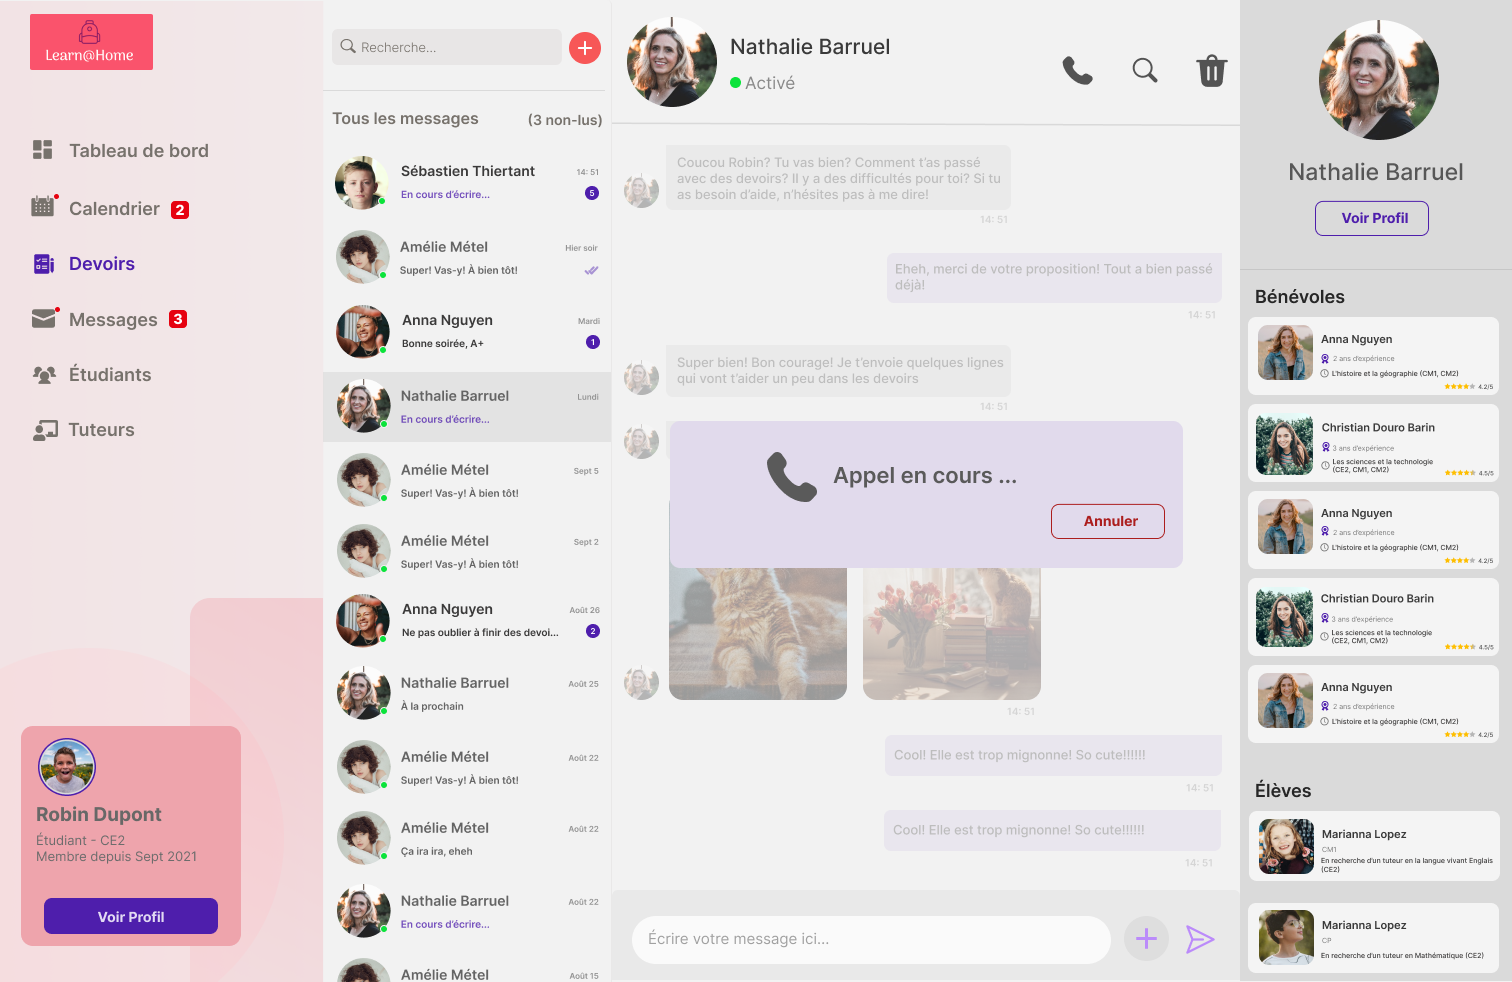 Learn@Home
Tableau de bord
Calendrier 2
Devoirs
Messages 3
Étudiants
Tuteurs
Robin Dupont
Étudiant - CE2
Membre depuis Sept 2021
Voir Profil
Recherche...
Tous les messages (3 non-lus)
Sébastien Thiertant 14: 51
En cours d'écrire... 5
Amélie Métel Hier soir
Super! Vas-y! À bien tôt!
Anna Nguyen Mardi
Bonne soirée, A+ 1
Nathalie Barruel Lundi
En cours d'écrire...
Amélie Métel Sept 5
Super! Vas-y! À bien tôt!
Amélie Métel Sept 2
Super! Vas-y! À bien tôt!
Anna Nguyen Août 26
Ne pas oublier à finir des devoi... 2
Nathalie Barruel Août 25
À la prochain
Amélie Métel Août 22
Super! Vas-y! À bien tôt!
Amélie Métel Août 22
Ça ira ira, eheh
Nathalie Barruel Août 22
En cours d'écrire...
Amélie Métel Août 15
Nathalie Barruel
Activé
Coucou Robin? Tu vas bien? Comment t'as passé
avec des devoirs? Il y a des difficultés pour toi? Si tu
as besoin d'aide, n'hésites pas à me dire!
14: 51
Eheh, merci de votre proposition! Tout a bien passé
déjà!
14: 51
Super bien! Bon courage! Je t'envoie quelques lignes
qui vont t'aider un peu dans les devoirs
14: 51
Appel en cours ...
Annuler
14: 51
Cool! Elle est trop mignonne! So cute!!!!!!
14: 51
Cool! Elle est trop mignonne! So cute!!!!!!
14: 51
Écrire votre message ici...
Nathalie Barruel
Voir Profil
Bénévoles
Anna Nguyen
2 ans d'expérience
L'histoire et la géographie (CM1, CM2)
4.2/5
Christian Douro Barin
3 ans d'expérience
Les sciences et la technologie
(CE2, CM1, CM2)
4.5/5
Anna Nguyen
2 ans d'expérience
L'histoire et la géographie (CM1, CM2)
4.2/5
Christian Douro Barin
3 ans d'expérience
Les sciences et la technologie
(CE2, CM1, CM2)
4.5/5
Anna Nguyen
2 ans d'expérience
L'histoire et la géographie (CM1, CM2)
4.2/5
Élèves
Marianna Lopez
CM1
En recherche d'un tuteur en la langue vivant Englais
(CE2)
Marianna Lopez
CP
En recherche d'un tuteur en Mathématique (CE2)